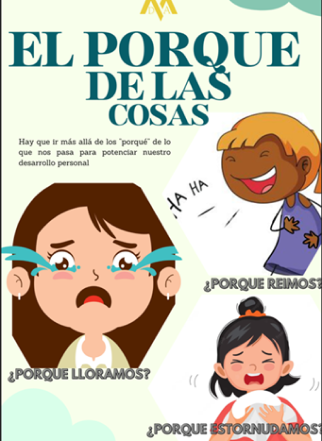 EL PORQUE
DE LAS
COSAS
Hay que ir más allá de los "porqué" de lo
que nos pasa para potenciar nuestro
desarrollo personal
HA HA
¿PORQUE REIMOS?
¿PORQUE LLORAMOS?
¿PORQUE ESTORNUDAMOS?